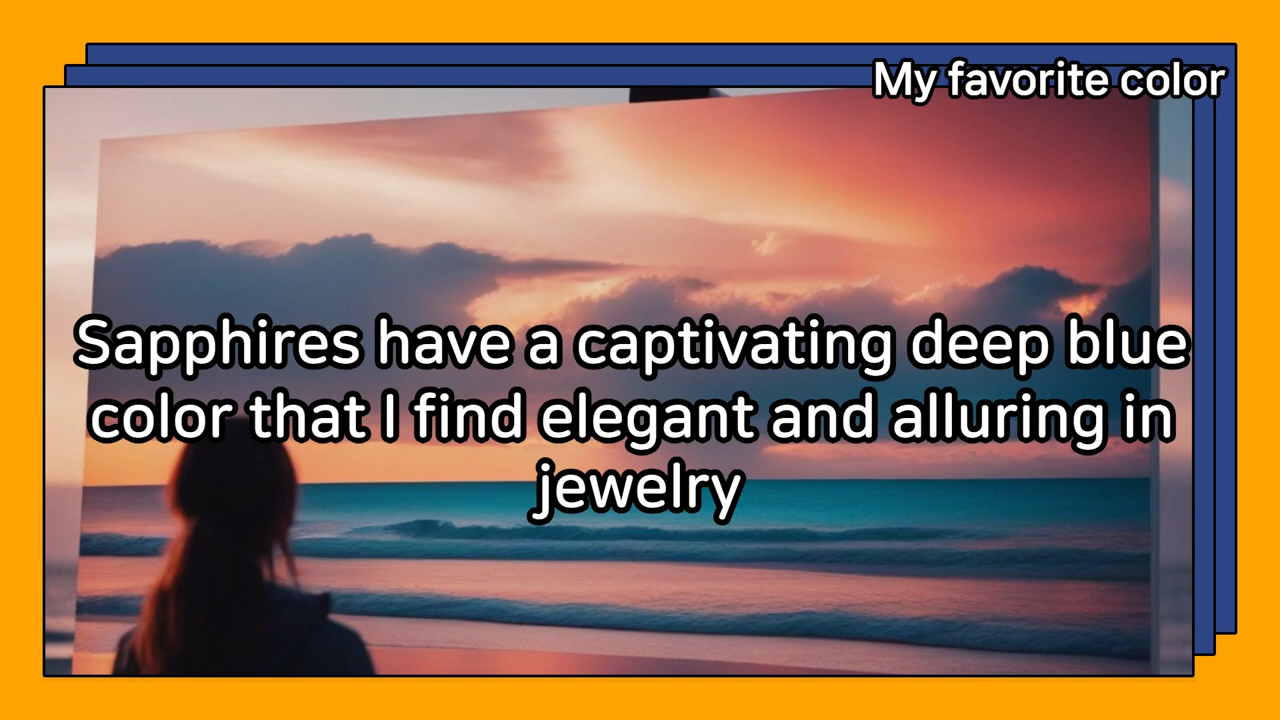 My favorite color
Sapphires have a captivating deep blue
color that I find elegant and alluring in
jewelry